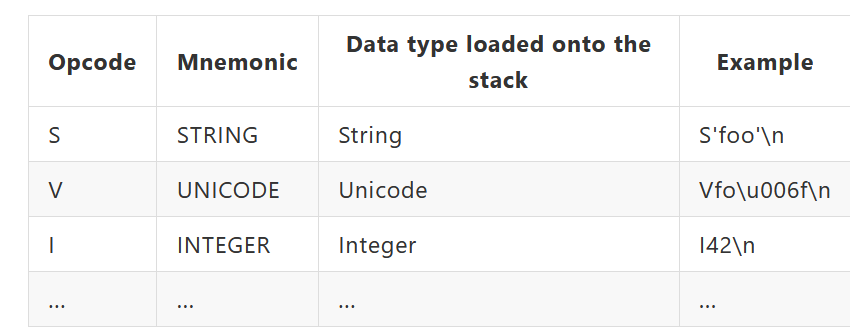 Opcode Mnemonic Data type loaded onto the stack Example
S STRING String S'foo'\n
V UNICODE Unicode Vfo\u006f\n
I INTEGER Integer I42\n
... ... ... ...